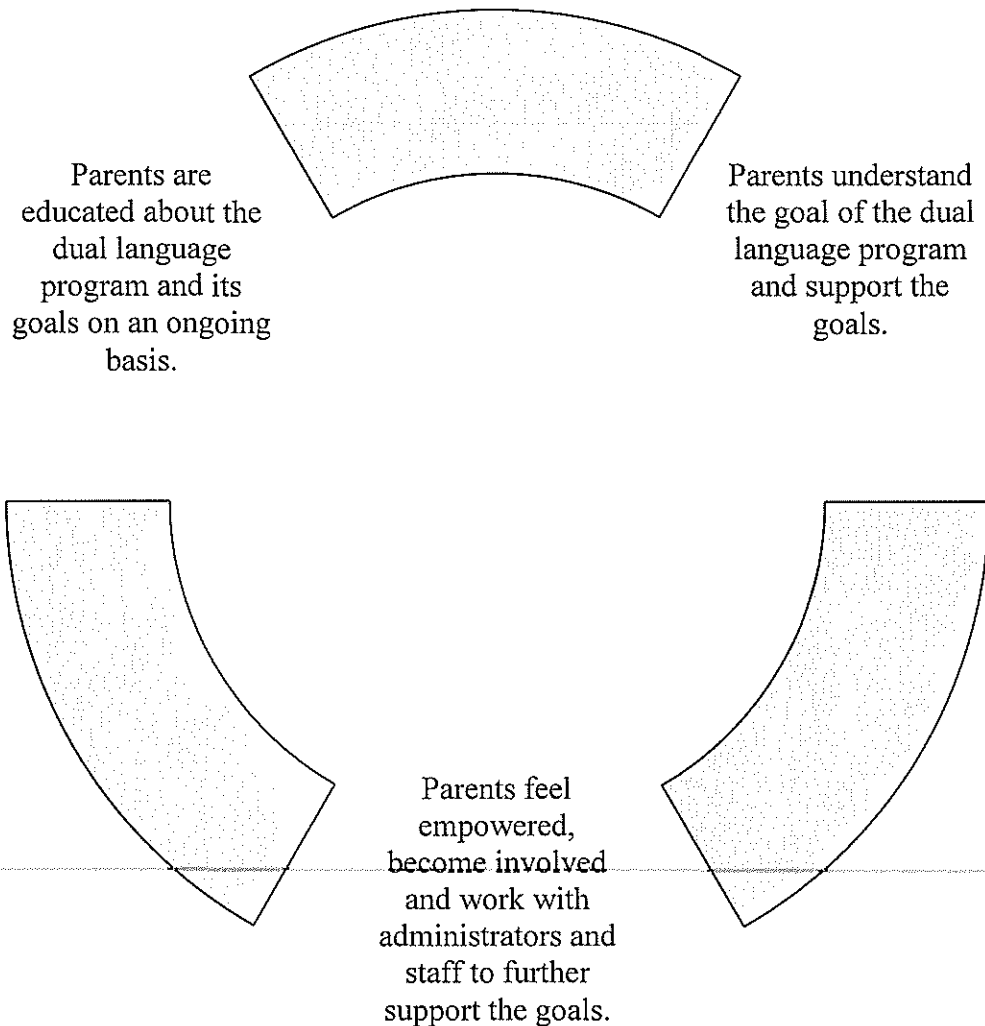 Parents are
educated about the
dual language
program and its
goals on an ongoing
basis.
Parents understand
the goal of the dual
language program
and support the
goals.
Parents feel
empowered,
become involved
and work with
administrators and
staff to further
support the goals.